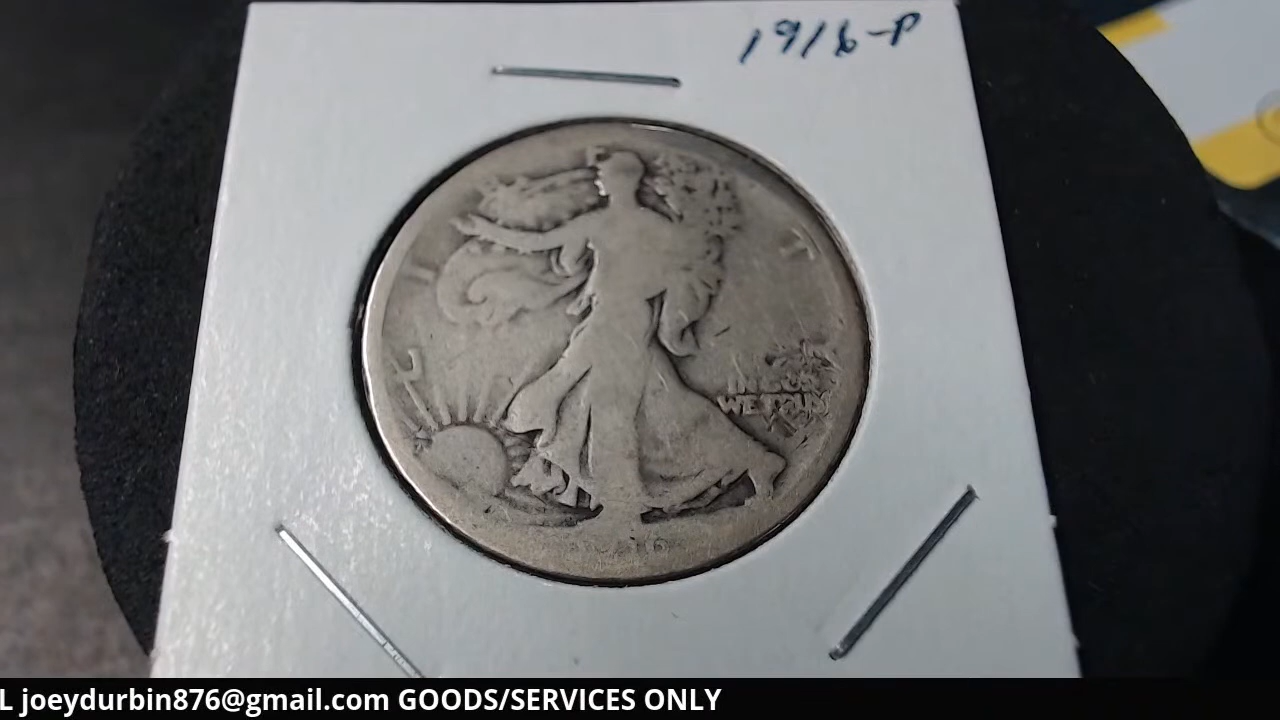 1916-P
L I F T
IN GOD
WE TRUST
L joeydurbin876@gmail.com GOODS/SERVICES ONLY